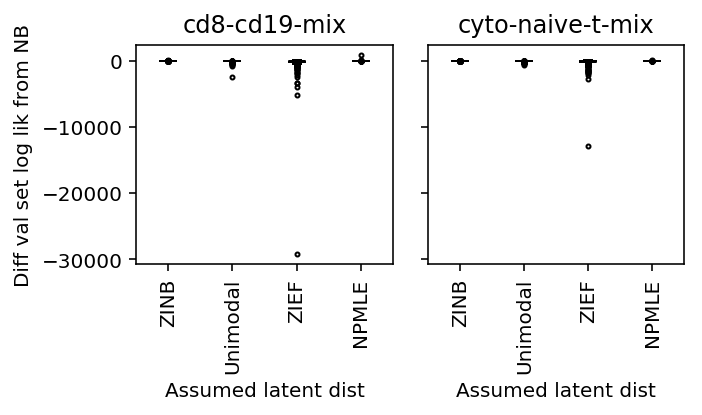 cd8-cd19-mix
cyto-naive-t-mix
Diff val set log lik from NB
0
−10000
−20000
−30000
ZINB
Unimodal
ZIEF
NPMLE
ZINB
Unimodal
ZIEF
NPMLE
Assumed latent dist
Assumed latent dist